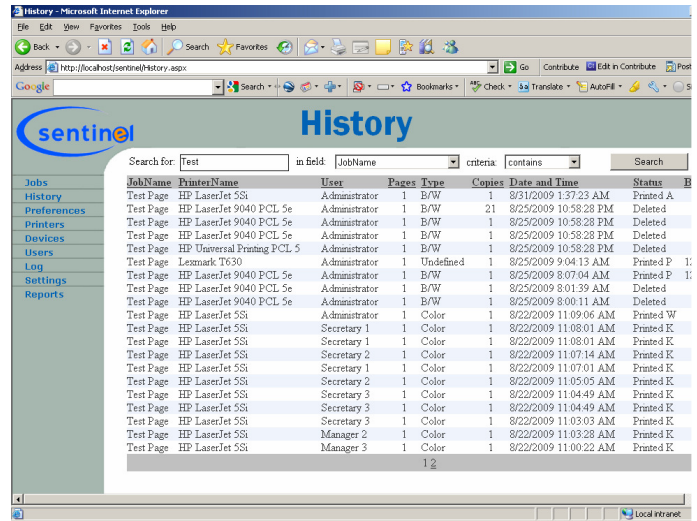 History - Microsoft Internet Explorer
File Edit View Favorites Tools Help
Back Search Favorites
Address http://localhost/sentinel/History.aspx Go Contribute Edit in Contribute Post
Google Search Bookmarks Check Translate AutoFill
sentinel
History
Search for: Test in field: JobName criteria: contains Search
Jobs
History
Preferences
Printers
Devices
Users
Log
Settings
Reports
JobName PrinterName User Pages Type Copies Date and Time Status B
Test Page HP LaserJet 5Si Administrator 1 B/W 1 8/31/2009 1:37:23 AM Printed A
Test Page HP LaserJet 9040 PCL 5e Administrator 1 B/W 21 8/25/2009 10:58:28 PM Deleted
Test Page HP LaserJet 9040 PCL 5e Administrator 1 B/W 1 8/25/2009 10:58:28 PM Deleted
Test Page HP LaserJet 9040 PCL 5e Administrator 1 B/W 1 8/25/2009 10:58:28 PM Deleted
Test Page HP Universal Printing PCL 5 Administrator 1 B/W 1 8/25/2009 10:58:28 PM Deleted
Test Page Lexmark T630 Administrator 1 Undefined 1 8/25/2009 9:04:13 AM Printed P 12
Test Page HP LaserJet 9040 PCL 5e Administrator 1 B/W 1 8/25/2009 8:07:04 AM Printed P 12
Test Page HP LaserJet 9040 PCL 5e Administrator 1 B/W 1 8/25/2009 8:01:39 AM Deleted
Test Page HP LaserJet 9040 PCL 5e Administrator 1 B/W 1 8/25/2009 8:00:11 AM Deleted
Test Page HP LaserJet 5Si Administrator 1 Color 1 8/22/2009 11:09:06 AM Printed W
Test Page HP LaserJet 5Si Secretary 1 1 Color 1 8/22/2009 11:08:01 AM Printed K
Test Page HP LaserJet 5Si Secretary 1 1 Color 1 8/22/2009 11:08:01 AM Printed K
Test Page HP LaserJet 5Si Secretary 2 1 Color 1 8/22/2009 11:07:14 AM Printed K
Test Page HP LaserJet 5Si Secretary 1 1 Color 1 8/22/2009 11:07:01 AM Printed K
Test Page HP LaserJet 5Si Secretary 2 1 Color 1 8/22/2009 11:05:05 AM Printed K
Test Page HP LaserJet 5Si Secretary 3 1 Color 1 8/22/2009 11:04:49 AM Printed K
Test Page HP LaserJet 5Si Secretary 3 1 Color 1 8/22/2009 11:04:49 AM Printed K
Test Page HP LaserJet 5Si Secretary 3 1 Color 1 8/22/2009 11:03:03 AM Printed K
Test Page HP LaserJet 5Si Manager 2 1 Color 1 8/22/2009 11:03:28 AM Printed K
Test Page HP LaserJet 5Si Manager 3 1 Color 1 8/22/2009 11:00:22 AM Printed K
1 2
Local intranet